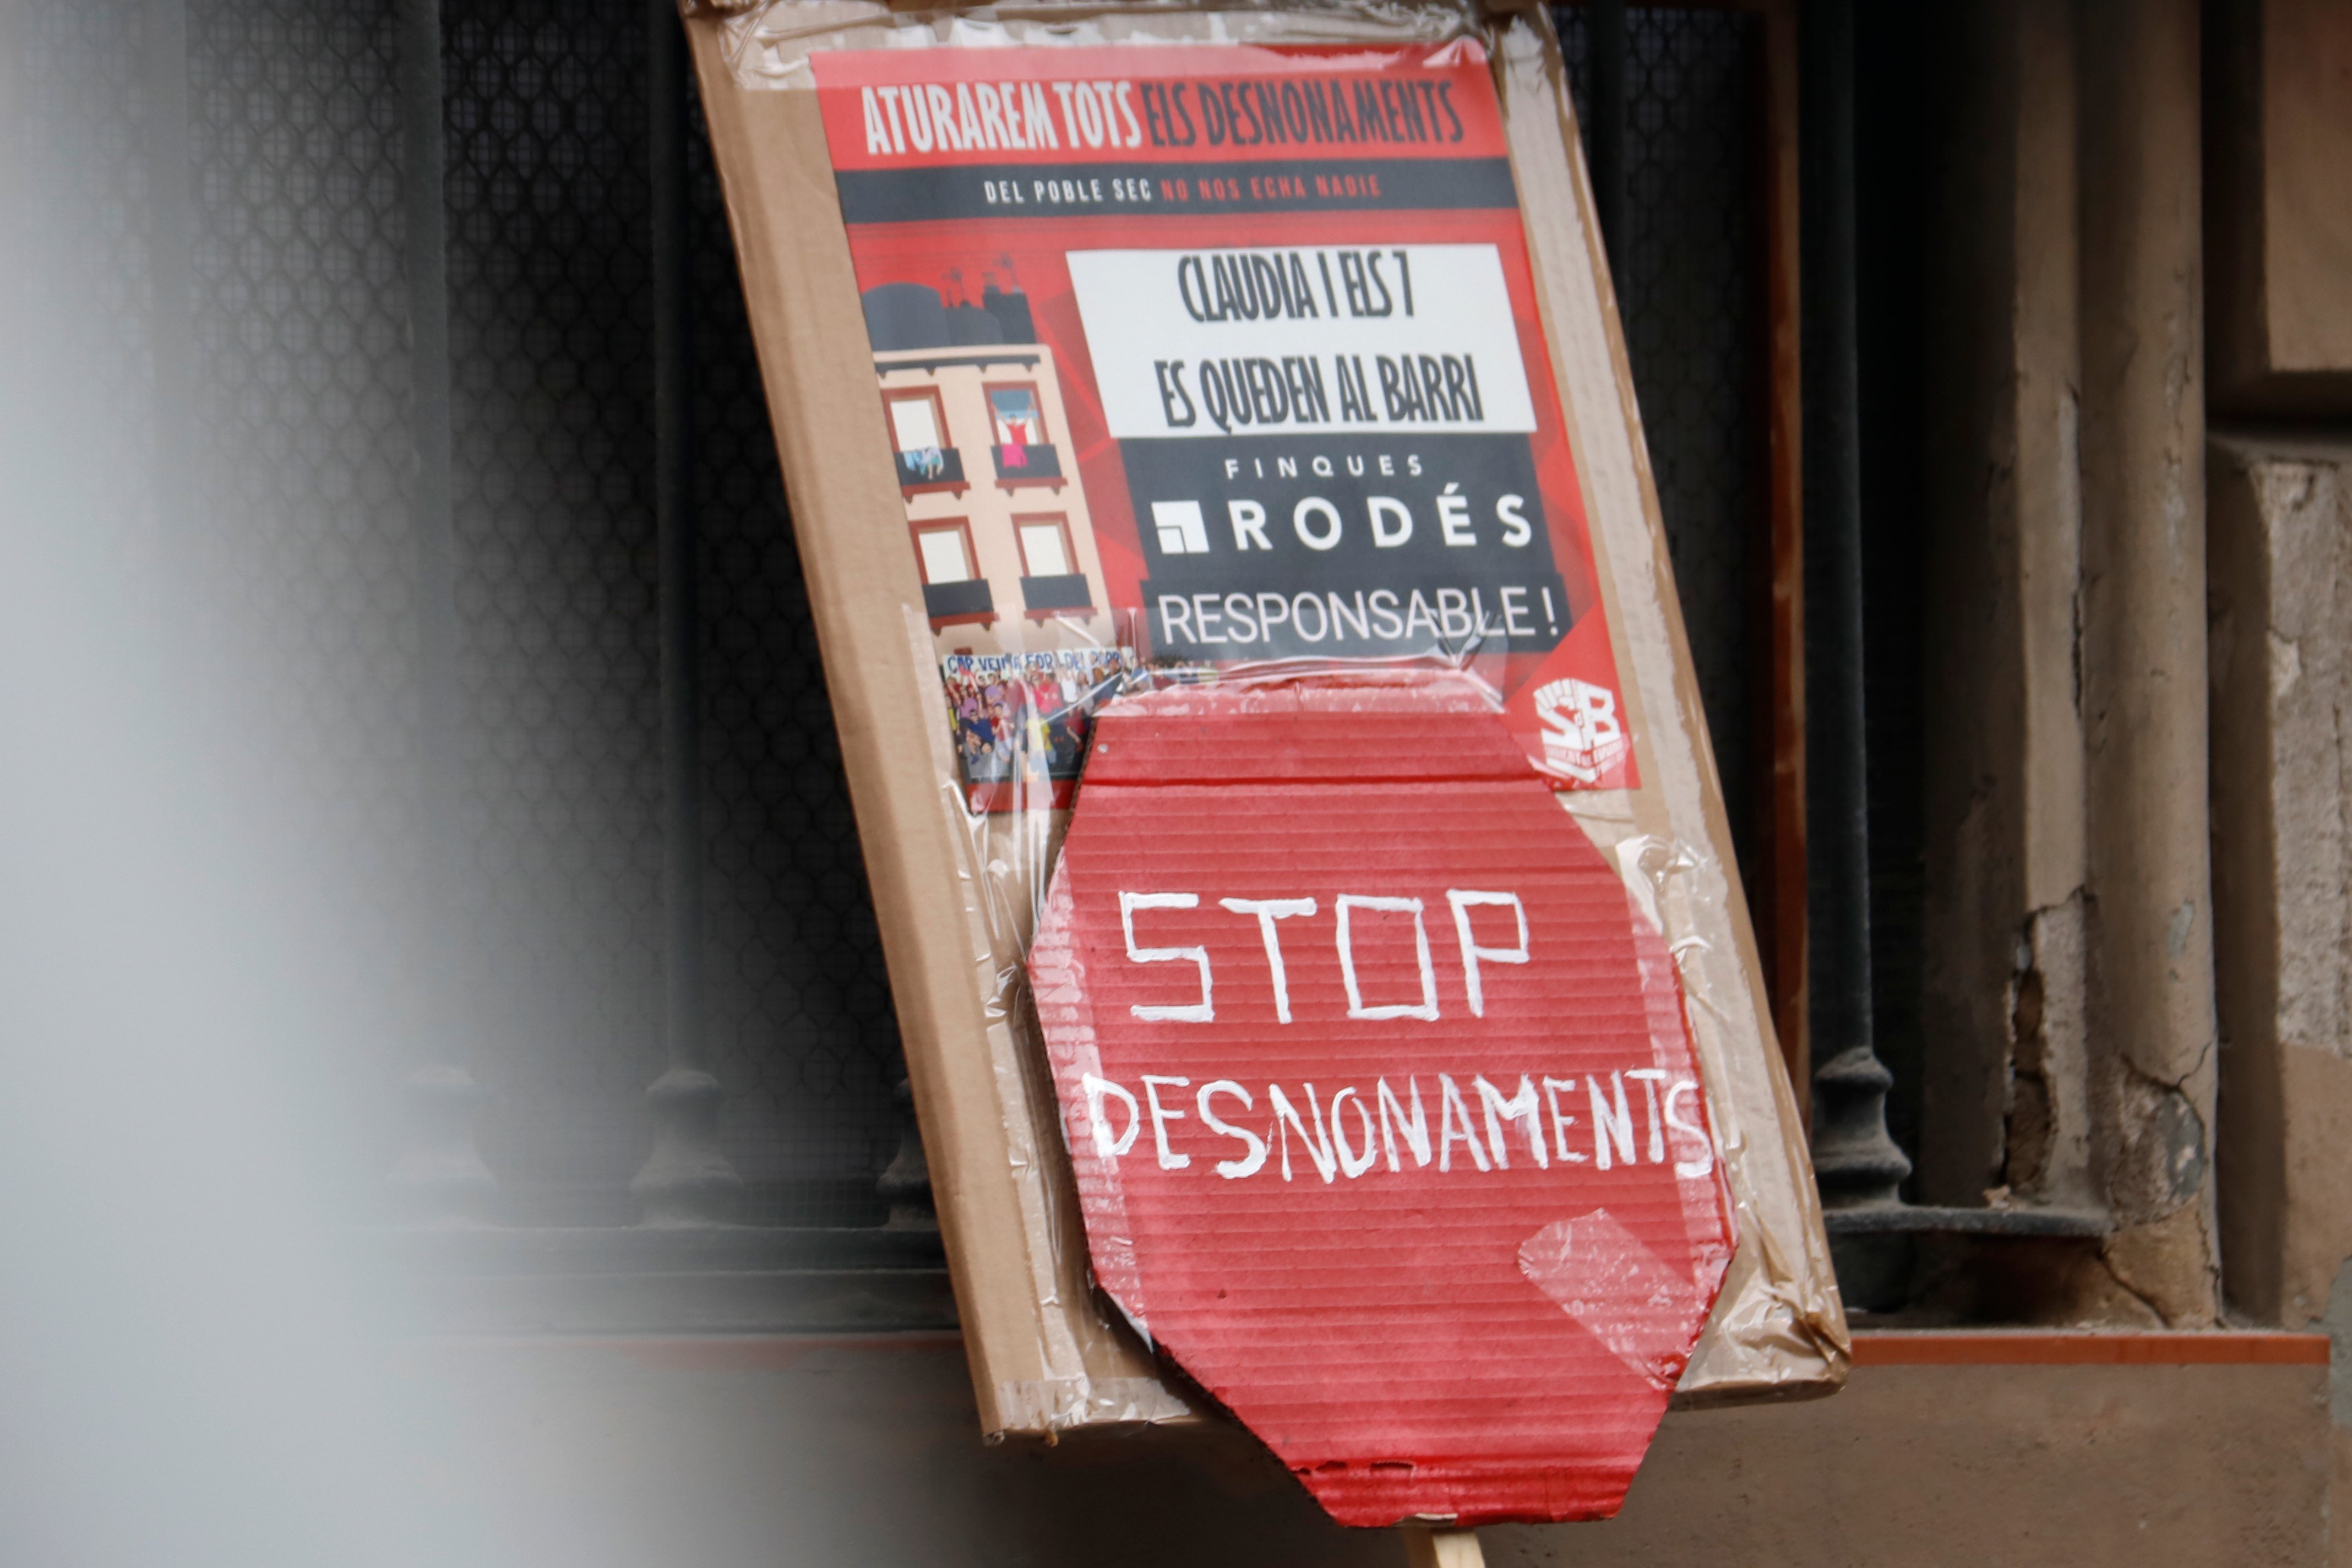 ATURAREM TOTS ELS DESNONAMENTS
DEL POBLE SEC NO NOS ECHA NADIE
CLAUDIA I ELS 7
ES QUEDEN AL BARRI
FINQUES
RODÉS
RESPONSABLE!
SB
STOP
DESNONAMENTS